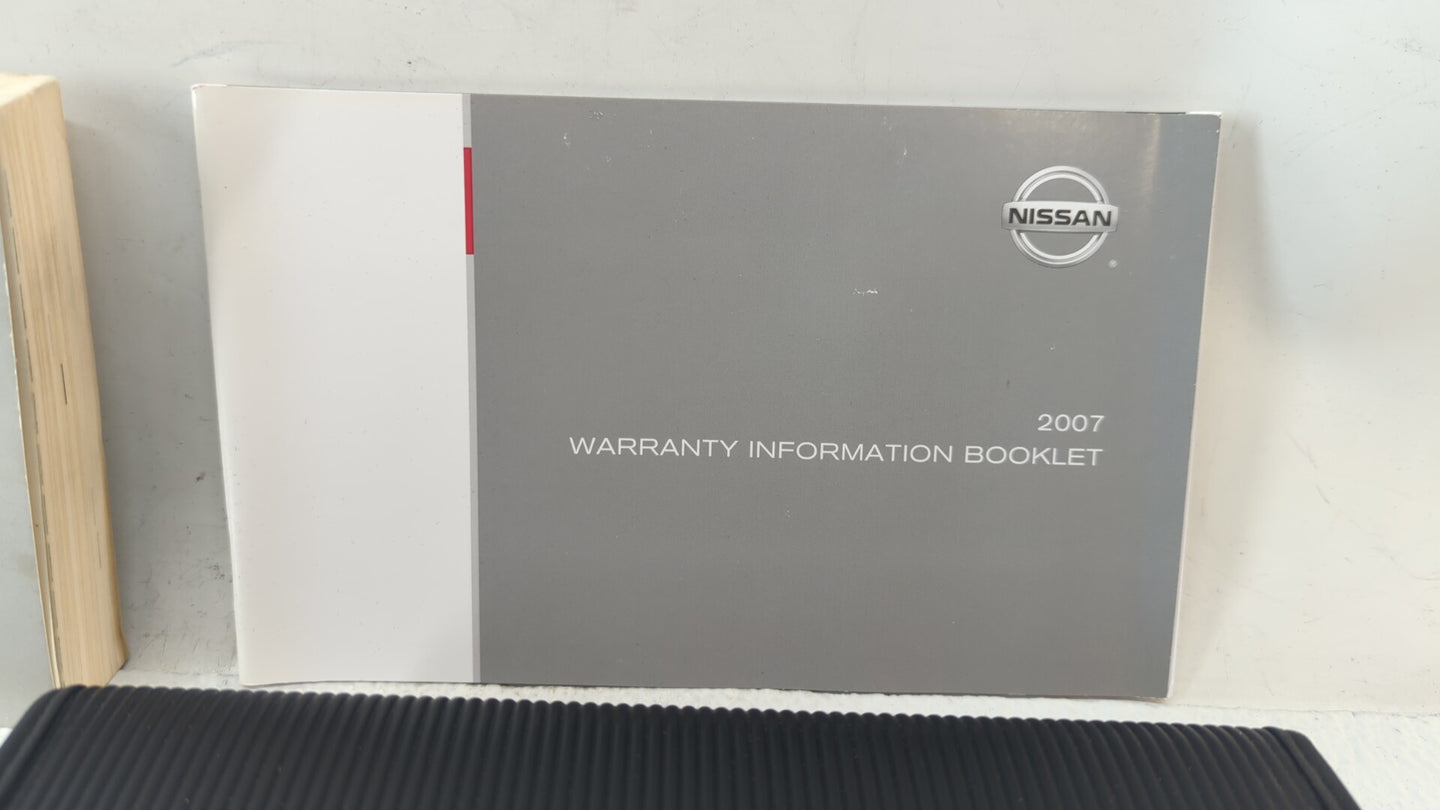 NISSAN
®
2007
WARRANTY INFORMATION BOOKLET